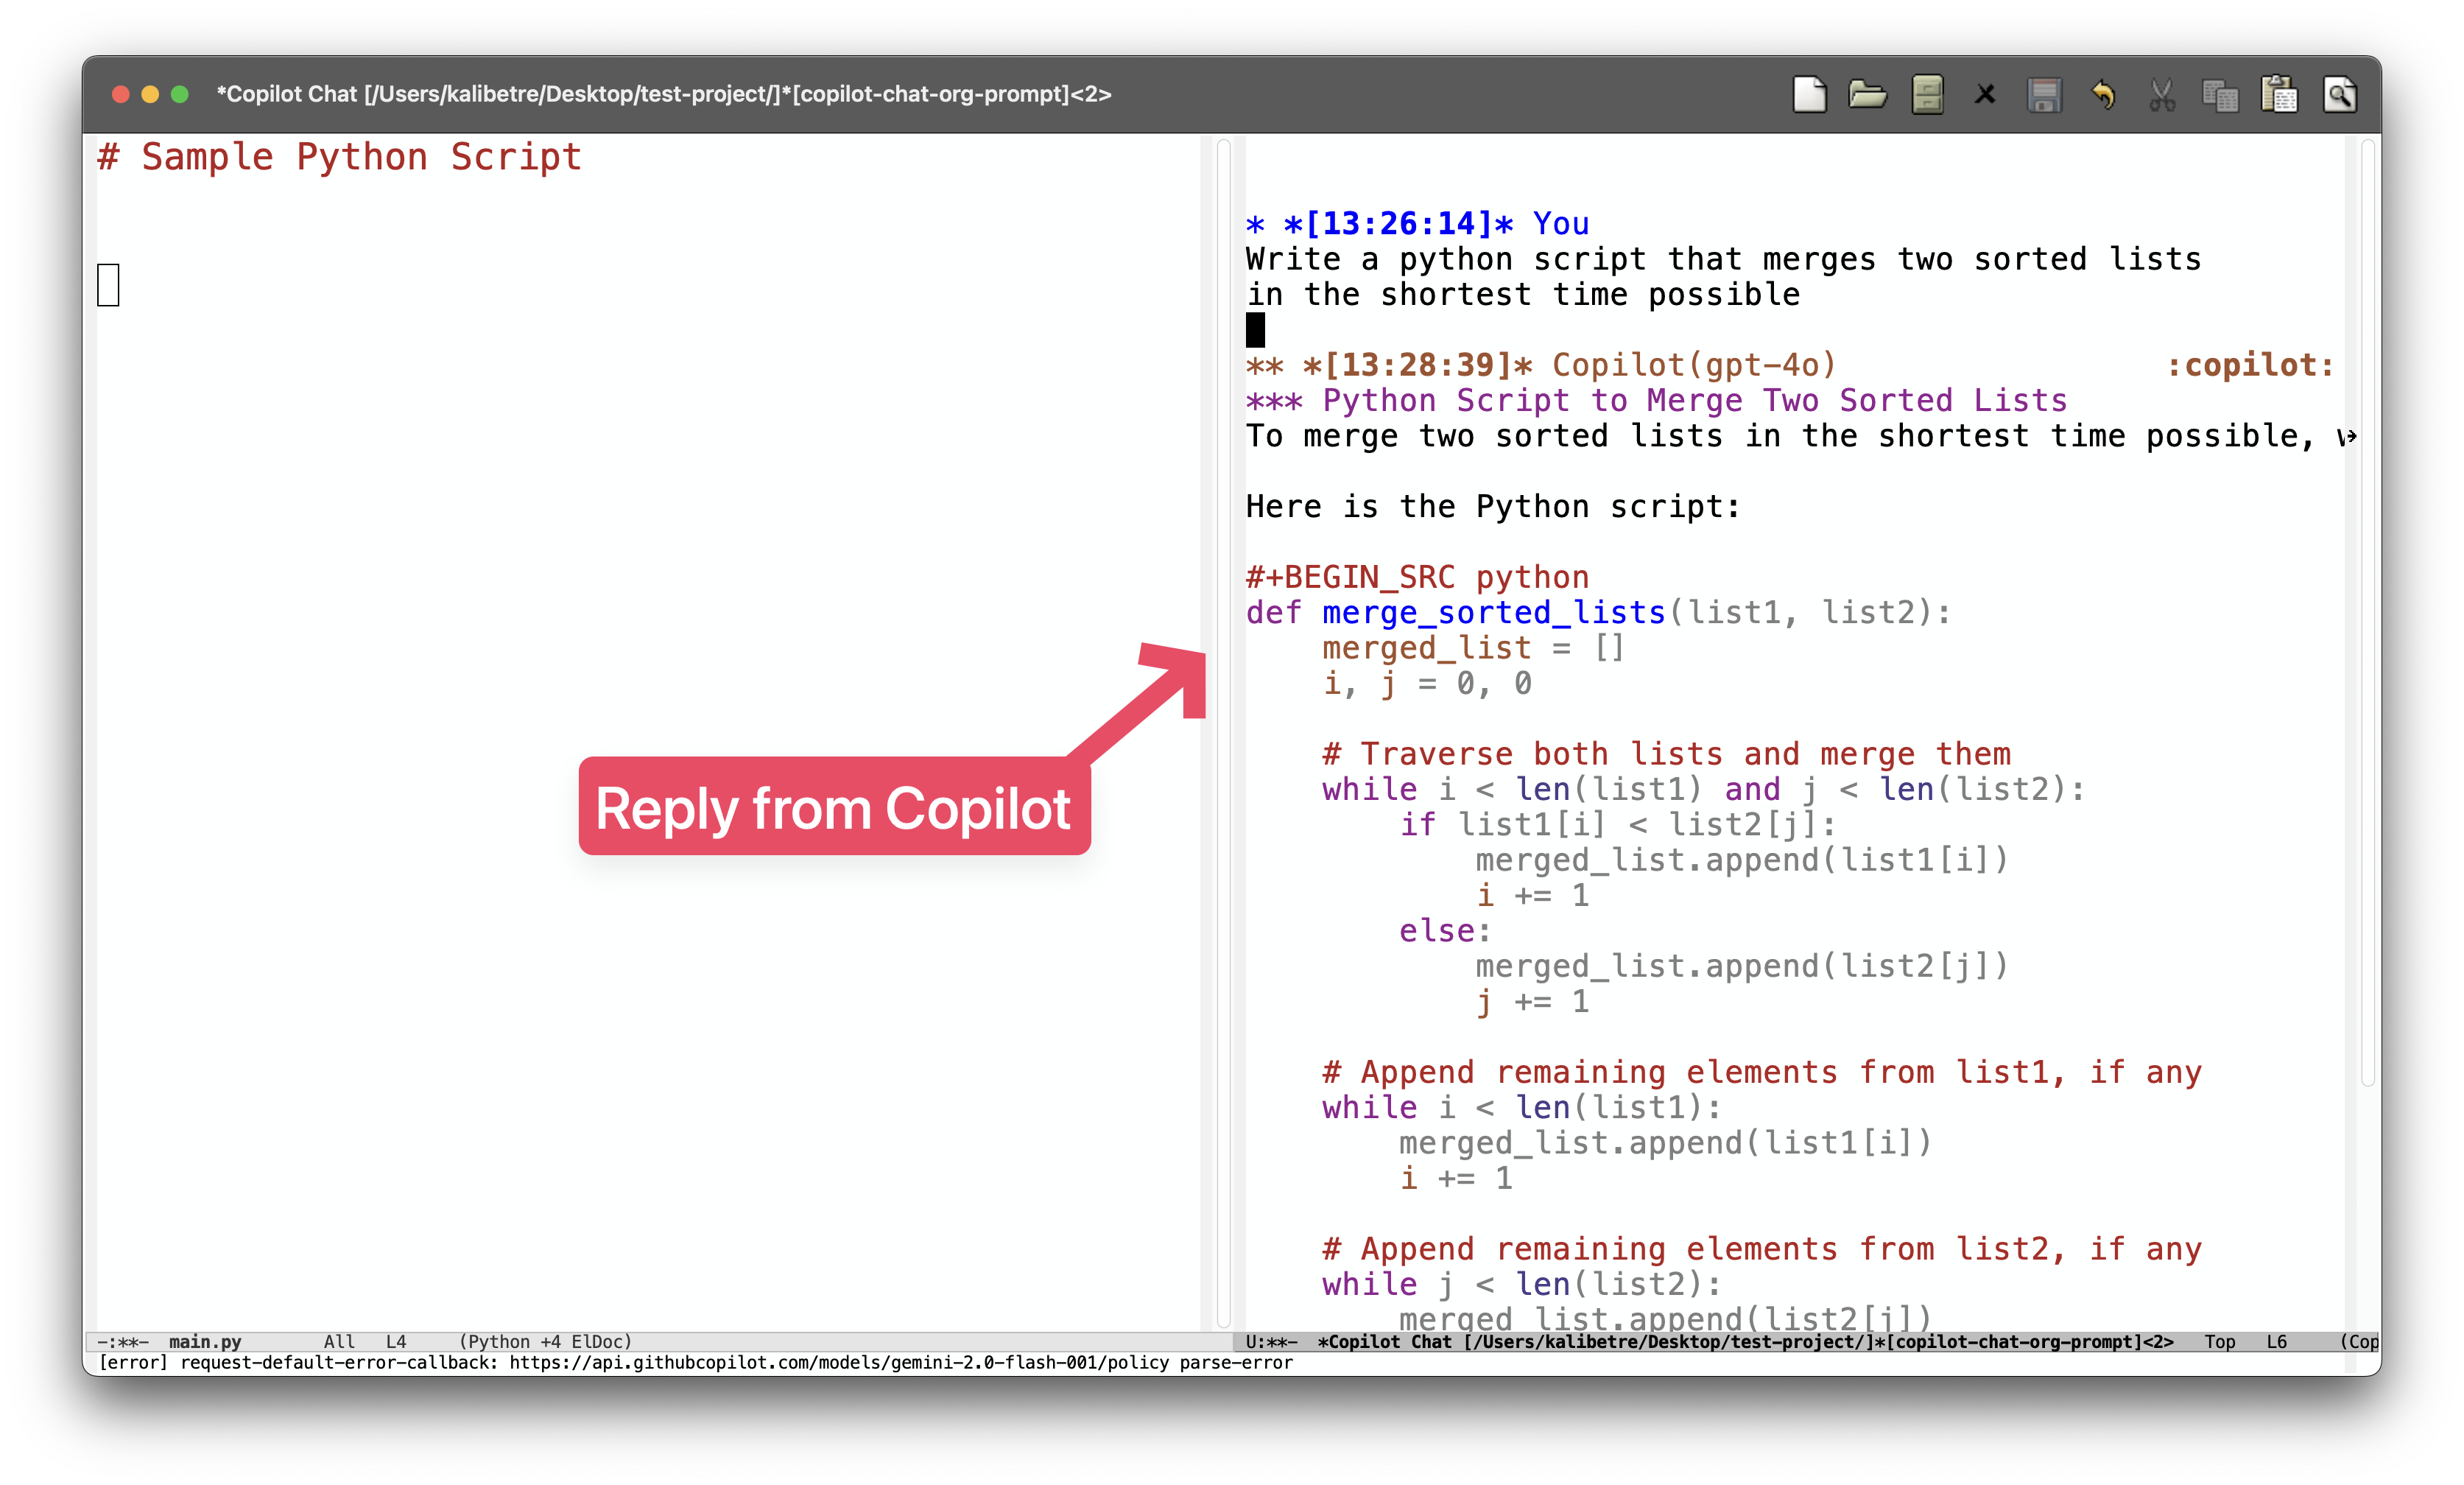 *Copilot Chat [/Users/kalibetre/Desktop/test-project/]*[copilot-chat-org-prompt]<2>
# Sample Python Script
Reply from Copilot
* *[13:26:14]* You
Write a python script that merges two sorted lists
in the shortest time possible
** *[13:28:39]* Copilot(gpt-4o) :copilot:
*** Python Script to Merge Two Sorted Lists
To merge two sorted lists in the shortest time possible,
Here is the Python script:
#+BEGIN_SRC python
def merge_sorted_lists(list1, list2):
    merged_list = []
    i, j = 0, 0
    # Traverse both lists and merge them
    while i < len(list1) and j < len(list2):
        if list1[i] < list2[j]:
            merged_list.append(list1[i])
            i += 1
        else:
            merged_list.append(list2[j])
            j += 1
    # Append remaining elements from list1, if any
    while i < len(list1):
        merged_list.append(list1[i])
        i += 1
    # Append remaining elements from list2, if any
    while j < len(list2):
        merged_list.append(list2[j])
-:**- main.py All L4 (Python +4 ElDoc)
U:**- *Copilot Chat [/Users/kalibetre/Desktop/test-project/]*[copilot-chat-org-prompt]<2> Top L6 (Cop
[error] request-default-error-callback: https://api.githubcopilot.com/models/gemini-2.0-flash-001/policy parse-error